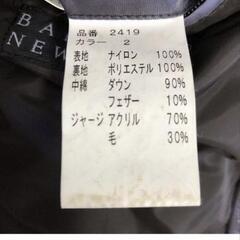 BA
NEW
品番 2419
カラー 2
表地 ナイロン 100%
裏地 ポリエステル 100%
中綿 ダウン 90%
フェザー 10%
ジャージ アクリル 70%
毛 30%